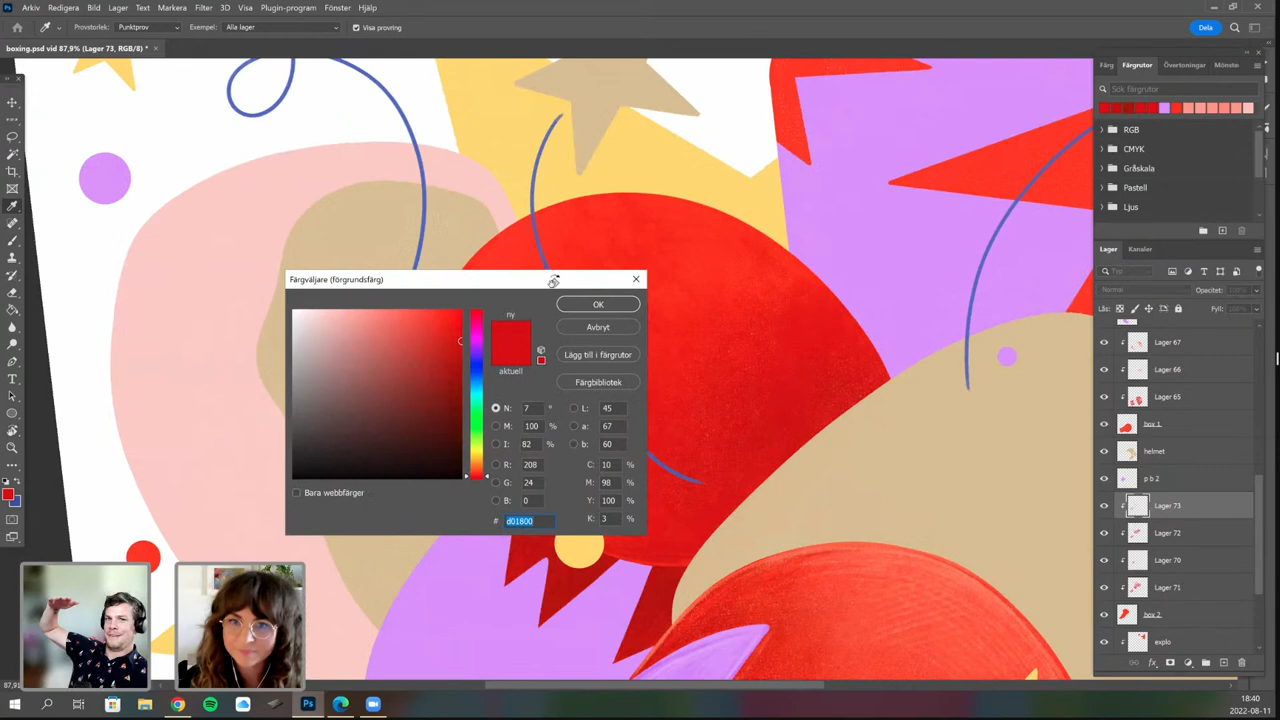 Arkiv Redigera Bild Lager Text Markera Filter 3D Visa Plugin-program Fönster Hjälp
Provstorlek: Punktprov Exempel: Alla lager Visa provring Dela
boxing.psd vid 87,9% (Lager 73, RGB/8) *
Färg Färgrutor Övertoningar Mönste
Sök färgrutor
RGB
CMYK
Gråskala
Pastell
Ljus
Lager Kanaler
Normal Opacitet:
Lås: Fyll:
Lager 67
Lager 66
Lager 65
box 1
helmet
p b 2
Lager 73
Lager 72
Lager 70
Lager 71
box 2
explo
Färgväljare (förgrundsfärg)
ny
aktuell
OK
Avbryt
Lägg till i färgrutor
Färgbibliotek
N: 7 ° L: 45
M: 100 % a: 67
I: 82 % b: 60
R: 208 C: 10 %
G: 24 M: 98 %
B: 0 Y: 100 %
# d01800 K: 3 %
Bara webbfärger
Ps
18:40
2022-08-11